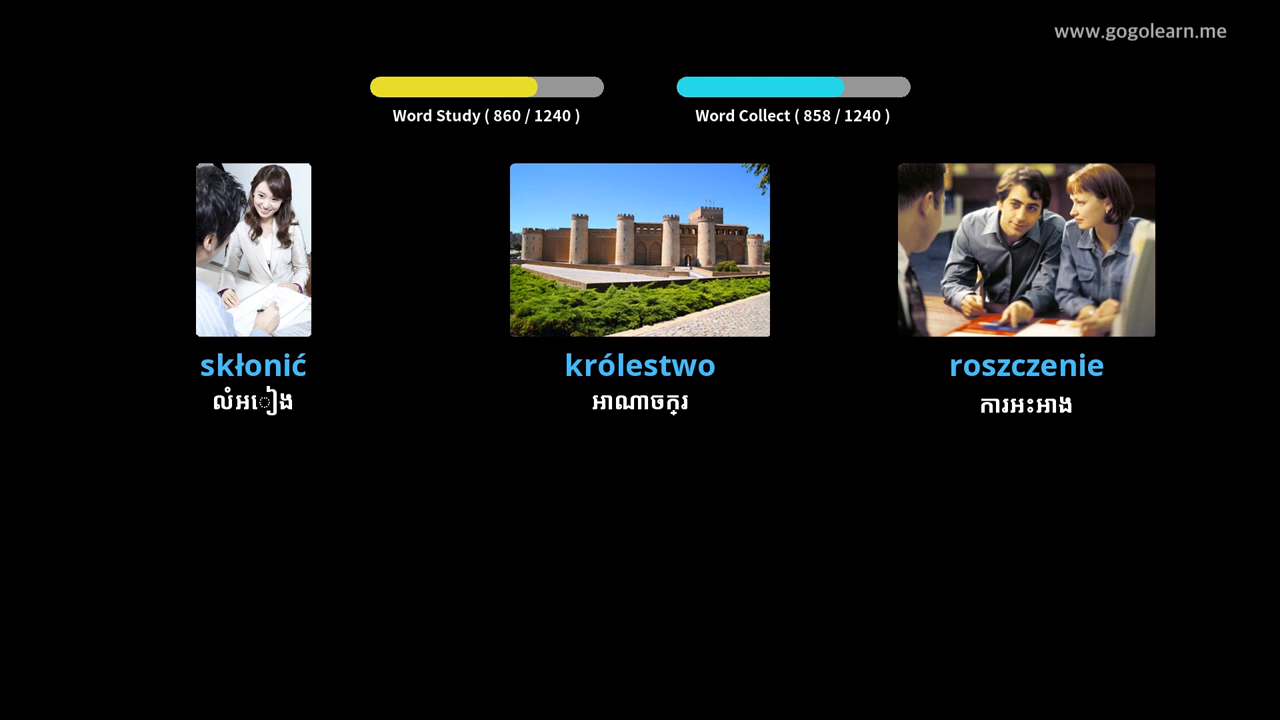 www.gogolearn.me
Word Study ( 860 / 1240 )
Word Collect ( 858 / 1240 )
skłonić
លំអៀង
królestwo
អាណាចក្រ
roszczenie
ការអះអាង